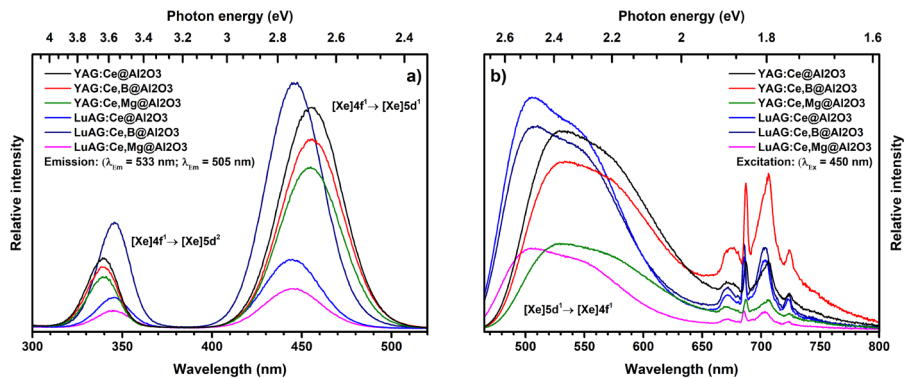 Photon energy (eV)
4 3.8 3.6 3.4 3.2 3 2.8 2.6 2.4
YAG:Ce@Al2O3
YAG:Ce,B@Al2O3
YAG:Ce,Mg@Al2O3
LuAG:Ce@Al2O3
LuAG:Ce,B@Al2O3
LuAG:Ce,Mg@Al2O3
Emission: (λEm = 533 nm; λEm = 505 nm)
a)
[Xe]4f¹→ [Xe]5d¹
[Xe]4f¹→ [Xe]5d²
Relative intensity
300 350 400 450 500
Wavelength (nm)
Photon energy (eV)
2.6 2.4 2.2 2 1.8 1.6
b)
YAG:Ce@Al2O3
YAG:Ce,B@Al2O3
YAG:Ce,Mg@Al2O3
LuAG:Ce@Al2O3
LuAG:Ce,B@Al2O3
LuAG:Ce,Mg@Al2O3
Excitation: (λEx = 450 nm)
[Xe]5d¹→ [Xe]4f¹
Relative intensity
500 550 600 650 700 750 800
Wavelength (nm)